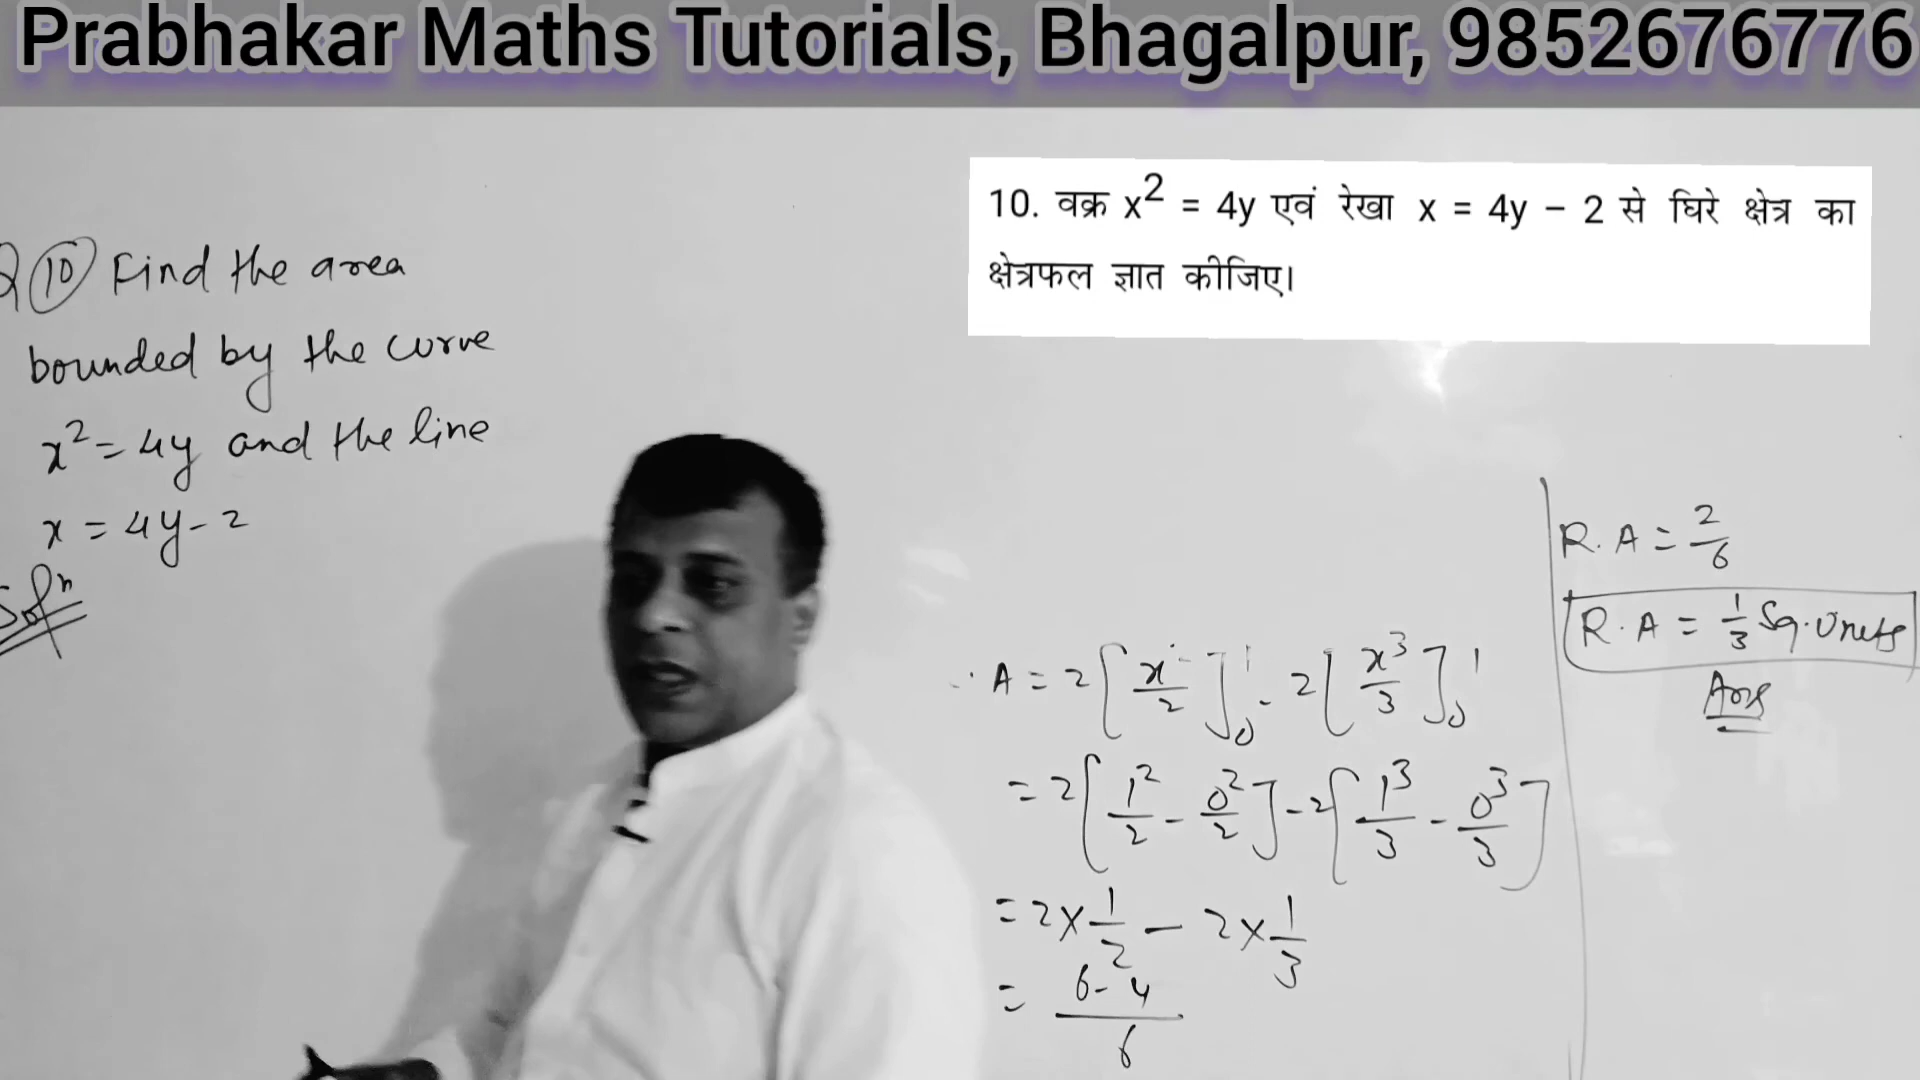 Prabhakar Maths Tutorials, Bhagalpur, 9852676776
10. वक्र x² = 4y एवं रेखा x = 4y – 2 से घिरे क्षेत्र का
क्षेत्रफल ज्ञात कीजिए।
Q 10 Find the area
bounded by the curve
x² = 4y and the line
x = 4y - 2
Solⁿ
∴ A = 2 [x²/2]₀¹ - 2 [x³/3]₀¹
= 2 [1²/2 - 0²/2] - 2 [1³/3 - 0³/3]
= 2 × 1/2 - 2 × 1/3
= 6-4/6
R. A = 2/6
R. A = 1/3 Sq. Units
Ans